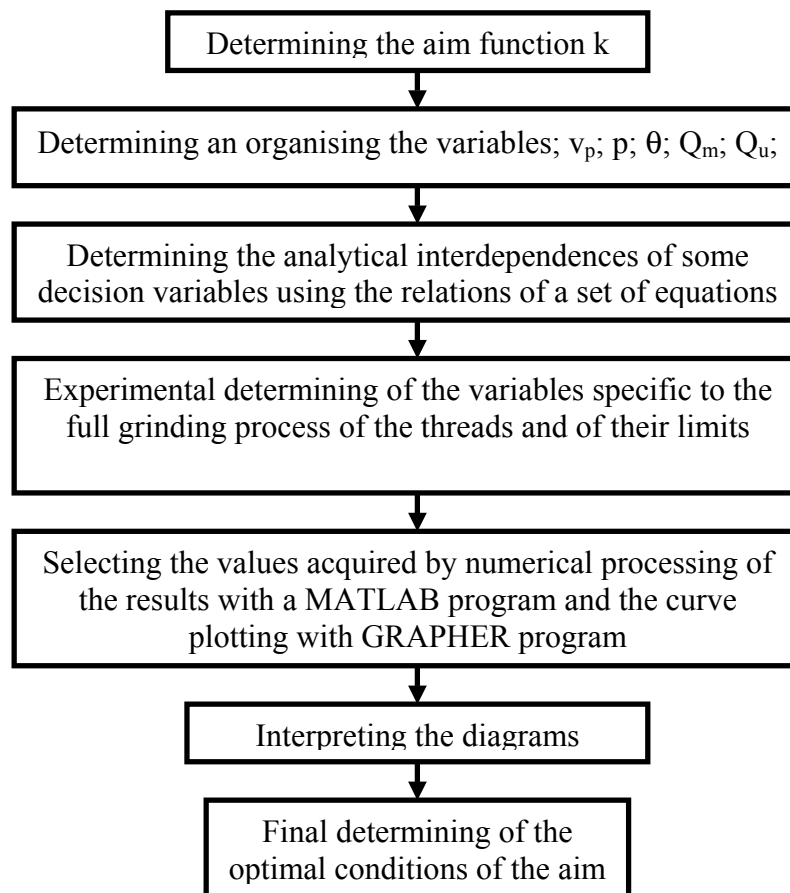 Determining the aim function k
Determining an organising the variables; vₚ; p; θ; Qₘ; Qᵤ;
Determining the analytical interdependences of some
decision variables using the relations of a set of equations
Experimental determining of the variables specific to the
full grinding process of the threads and of their limits
Selecting the values acquired by numerical processing of
the results with a MATLAB program and the curve
plotting with GRAPHER program
Interpreting the diagrams
Final determining of the
optimal conditions of the aim